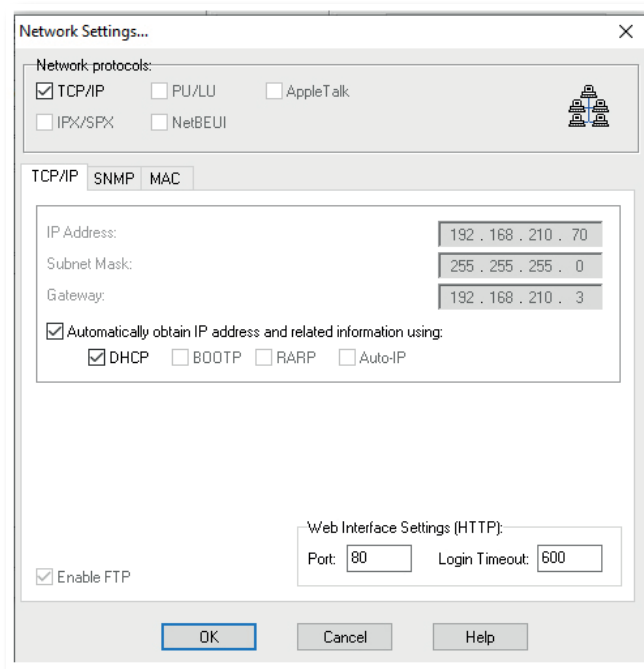 Network Settings...
Network protocols:
TCP/IP PU/LU AppleTalk
IPX/SPX NetBEUI
TCP/IP SNMP MAC
IP Address: 192 . 168 . 210 . 70
Subnet Mask: 255 . 255 . 255 . 0
Gateway: 192 . 168 . 210 . 3
Automatically obtain IP address and related information using:
DHCP BOOTP RARP Auto-IP
Web Interface Settings (HTTP):
Port: 80 Login Timeout: 600
Enable FTP
OK Cancel Help